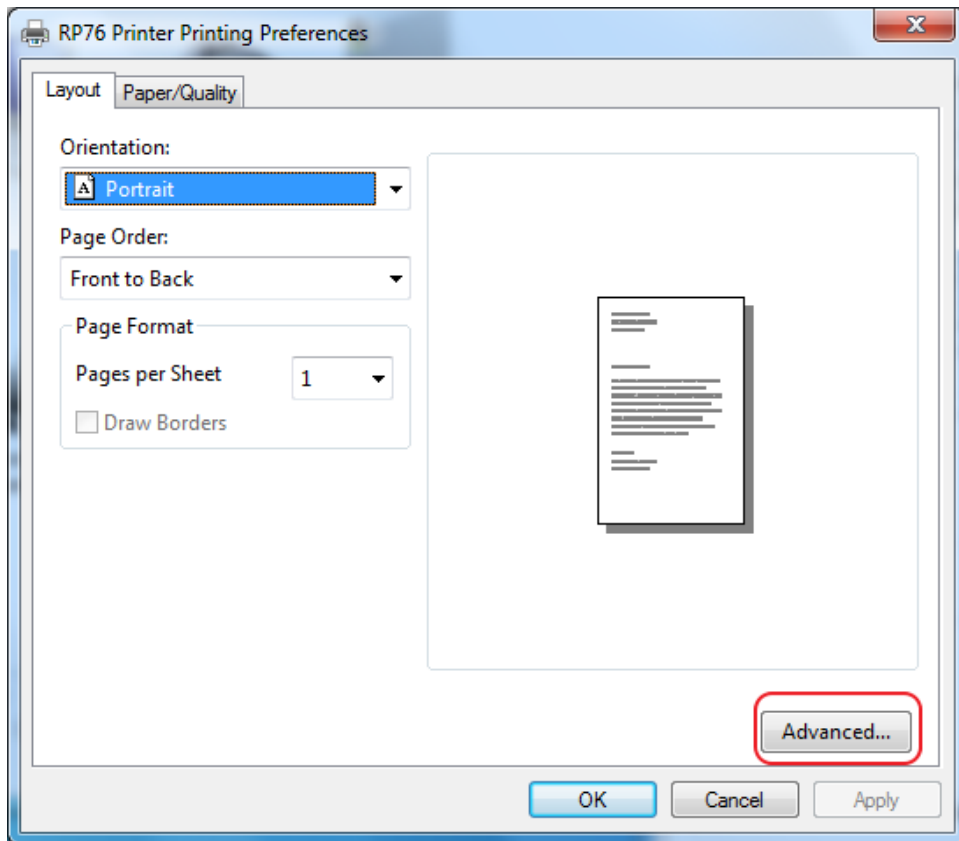 RP76 Printer Printing Preferences
Layout Paper/Quality
Orientation:
A Portrait
Page Order:
Front to Back
Page Format
Pages per Sheet 1
Draw Borders
Advanced...
OK Cancel Apply